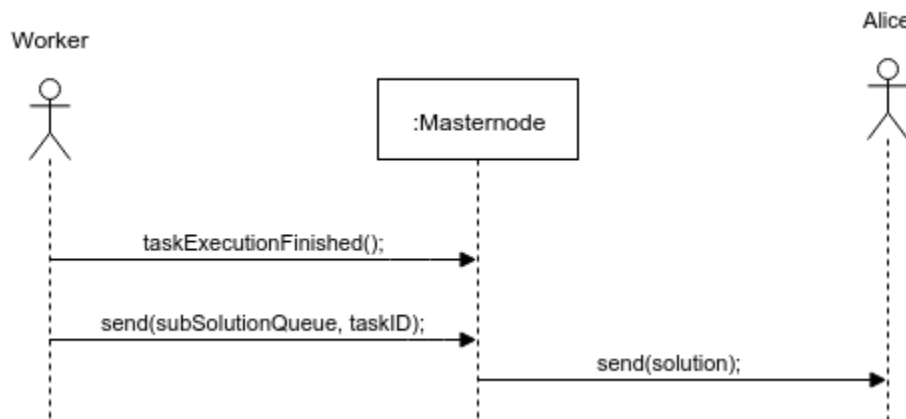 Alice
Worker
:Masternode
taskExecutionFinished();
send(subSolutionQueue, taskID);
send(solution);